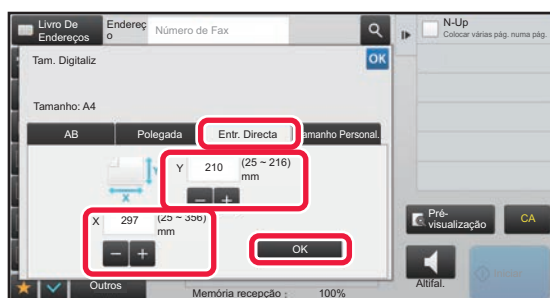 Livro De
Endereços
Endereç
o
Número de Fax
N-Up
Colocar várias pág. numa pág.
Tam. Digitaliz
OK
Tamanho: A4
AB
Polegada
Entr. Directa
Tamanho Personal.
Y
Y
210
(25 ~ 216)
mm
X
X
297
(25 ~ 356)
mm
OK
Pré-
visualização
CA
Altifal.
Iniciar
Outros
Memória recepção :
100%